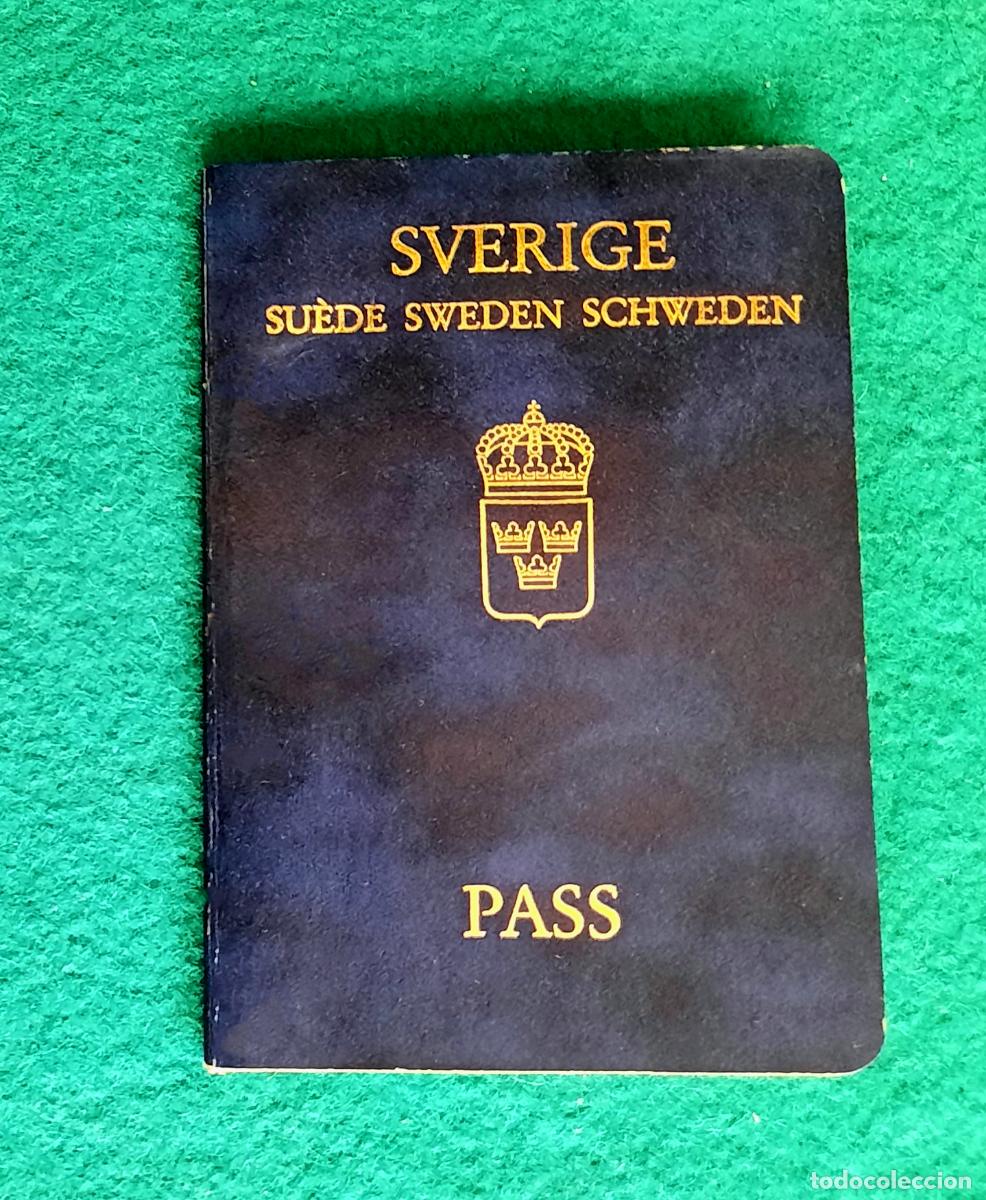 SVERIGE
SUÈDE SWEDEN SCHWEDEN
PASS
todocoleccion